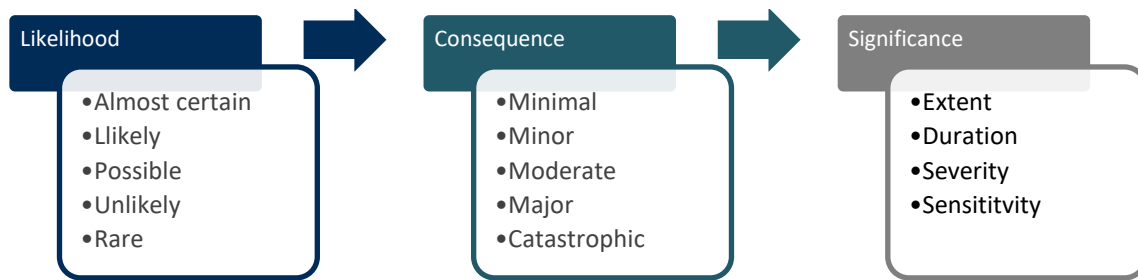 Likelihood
•Almost certain
•Llikely
•Possible
•Unlikely
•Rare
Consequence
•Minimal
•Minor
•Moderate
•Major
•Catastrophic
Significance
•Extent
•Duration
•Severity
•Sensititvity